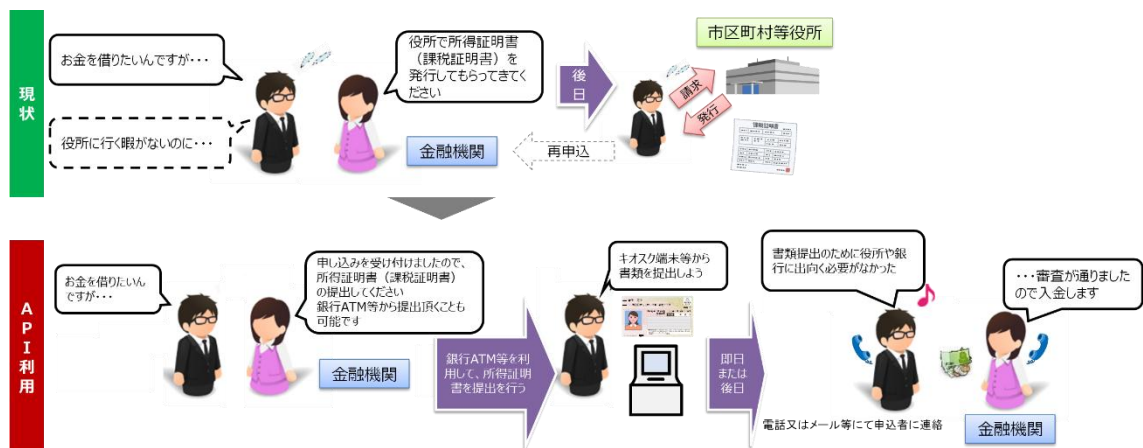 現状
お金を借りたいんですが・・・
役所に行く暇がないのに・・・
役所で所得証明書
（課税証明書）を
発行してもらってきてく
ださい
金融機関
後日
再申込
請求
発行
市区町村等役所
API利用
お金を借りたいん
ですが・・・
申し込みを受け付けましたので、
所得証明書（課税証明書）
の提出してください
銀行ATM等から提出頂くことも
可能です
金融機関
銀行ATM等を利
用して、所得証明
書を提出を行う
キオスク端末等から
書類を提出しよう
即日
または
後日
書類提出のために役所や銀
行に出向く必要がなかった
・・・審査が通りました
ので入金します
電話又はメール等にて申込者に連絡
金融機関